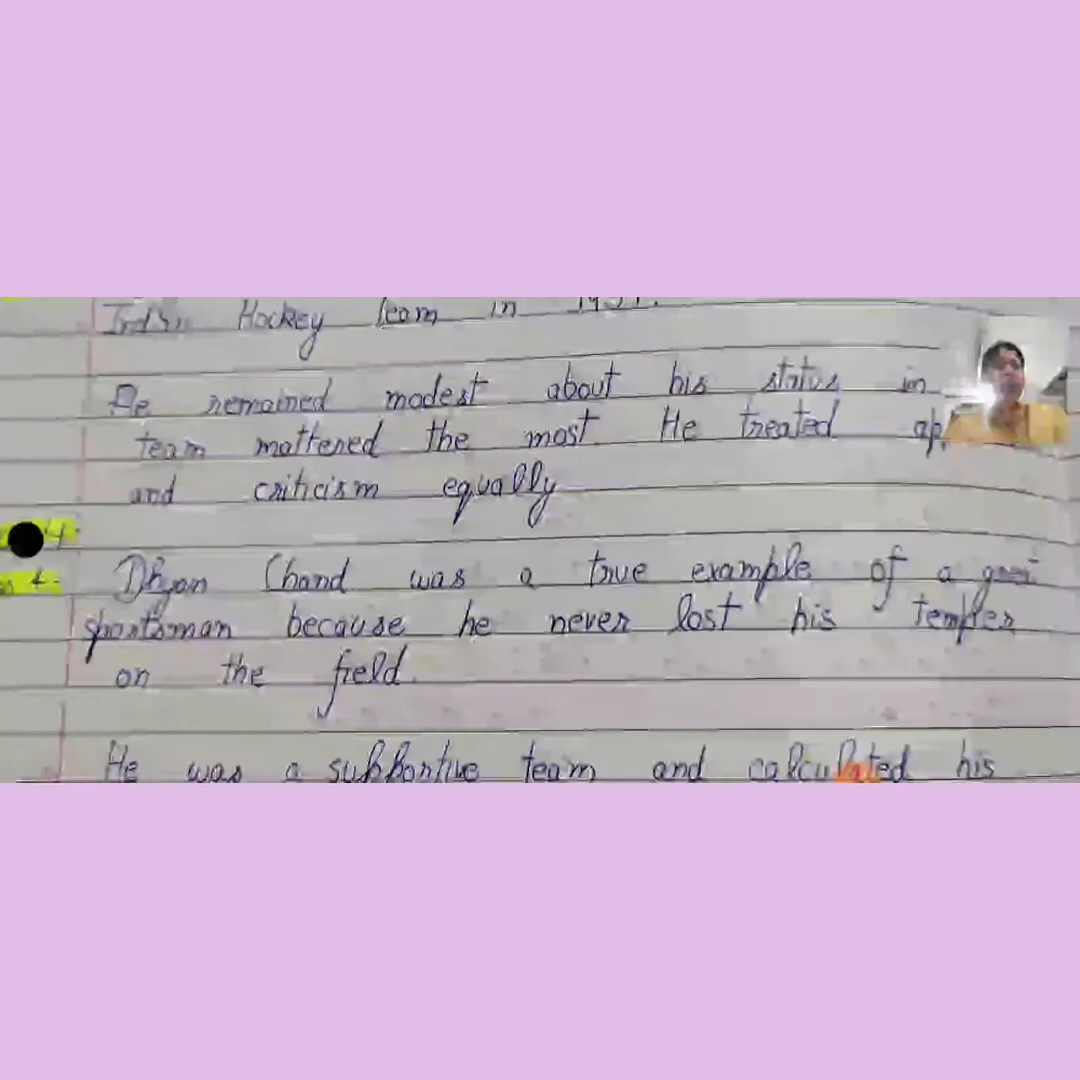 Hockey team in
He remained modest about his status in
team mattered the most He treated
and criticism equally
4
Dhyan Chand was a true example of a great
sportsman because he never lost his temper
on the field.
He was a supportive team and calculated his